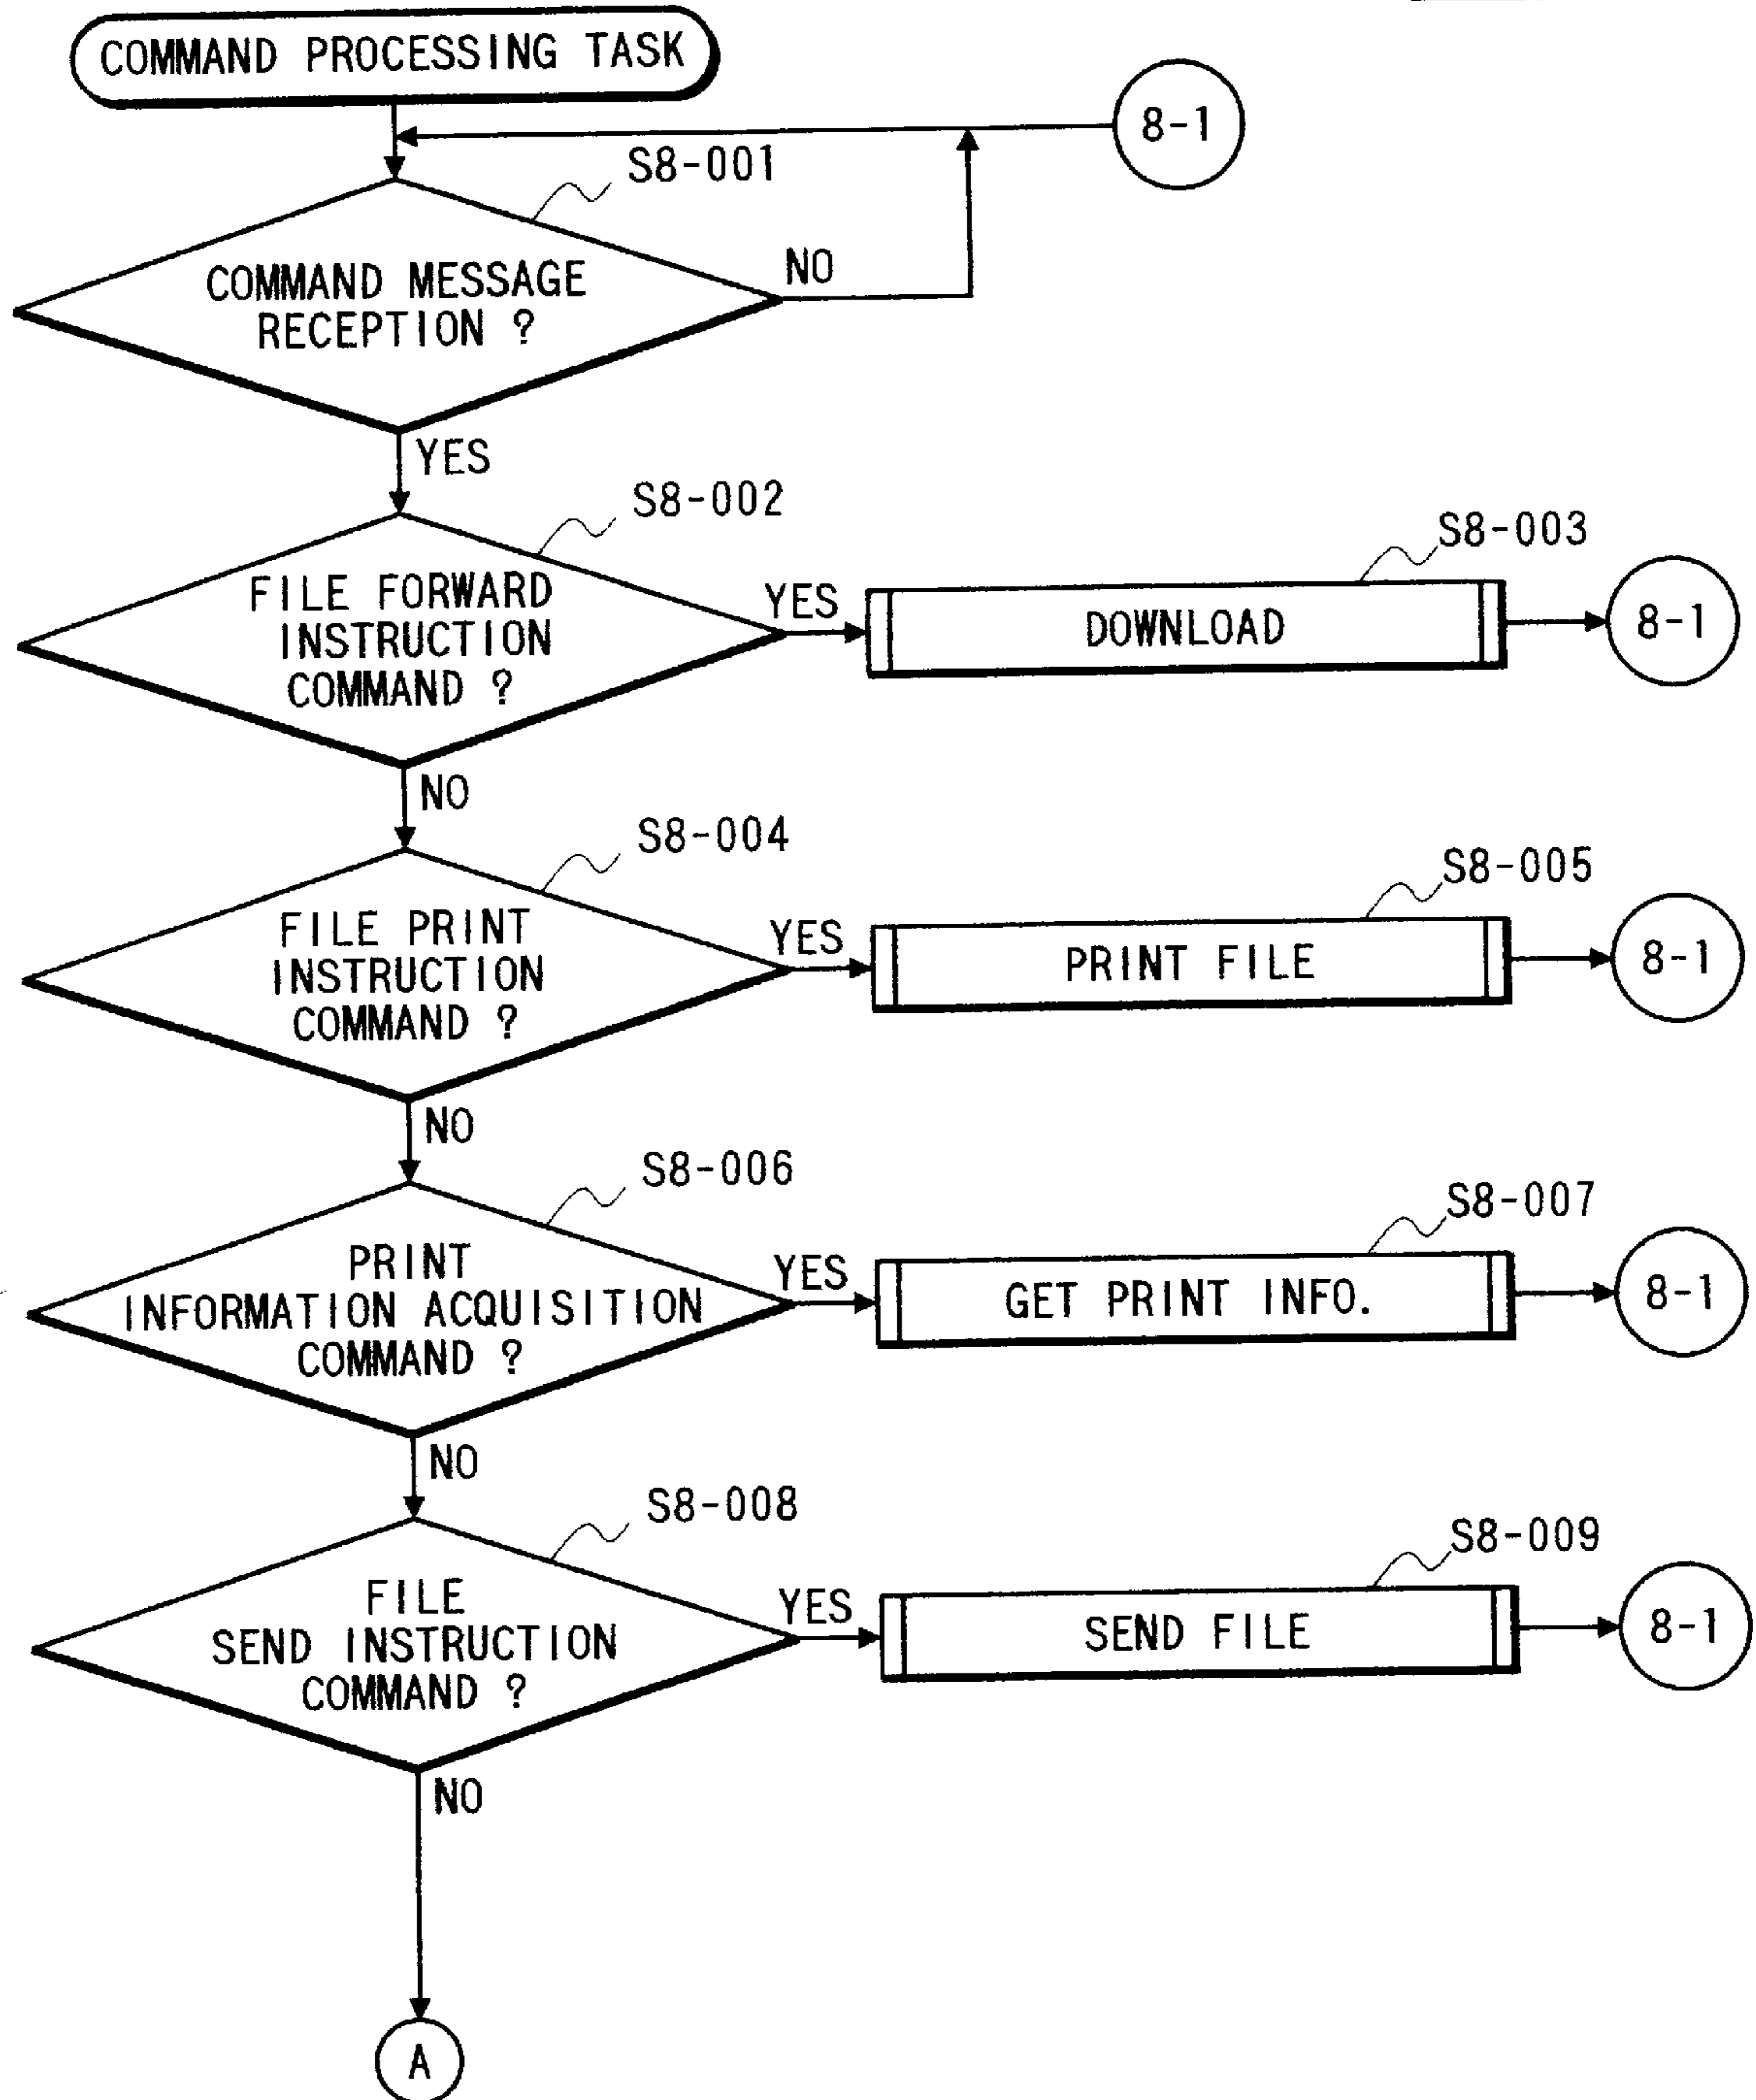 COMMAND PROCESSING TASK
8-1
S8-001
COMMAND MESSAGE
RECEPTION ?
NO
YES
S8-002
FILE FORWARD
INSTRUCTION
COMMAND ?
YES
S8-003
DOWNLOAD
8-1
NO
S8-004
FILE PRINT
INSTRUCTION
COMMAND ?
YES
S8-005
PRINT FILE
8-1
NO
S8-006
PRINT
INFORMATION ACQUISITION
COMMAND ?
YES
S8-007
GET PRINT INFO.
8-1
NO
S8-008
FILE
SEND INSTRUCTION
COMMAND ?
YES
S8-009
SEND FILE
8-1
NO
A